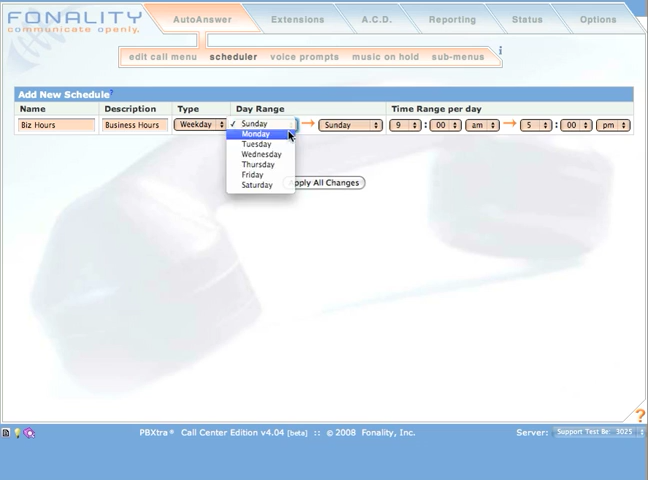 FONALITY
communicate openly.
AutoAnswer Extensions A.C.D. Reporting Status Options
edit call menu scheduler voice prompts music on hold sub-menus i
Add New Schedule ?
Name Description Type Day Range Time Range per day
Biz Hours Business Hours Weekday ✓ Sunday → Sunday 9 : 00 am → 5 : 00 pm
Monday
Tuesday
Wednesday
Thursday
Friday
Saturday
pply All Changes
?
PBXtra® Call Center Edition v4.04 [beta] :: © 2008 Fonality, Inc. Server: Support Test Be 3025